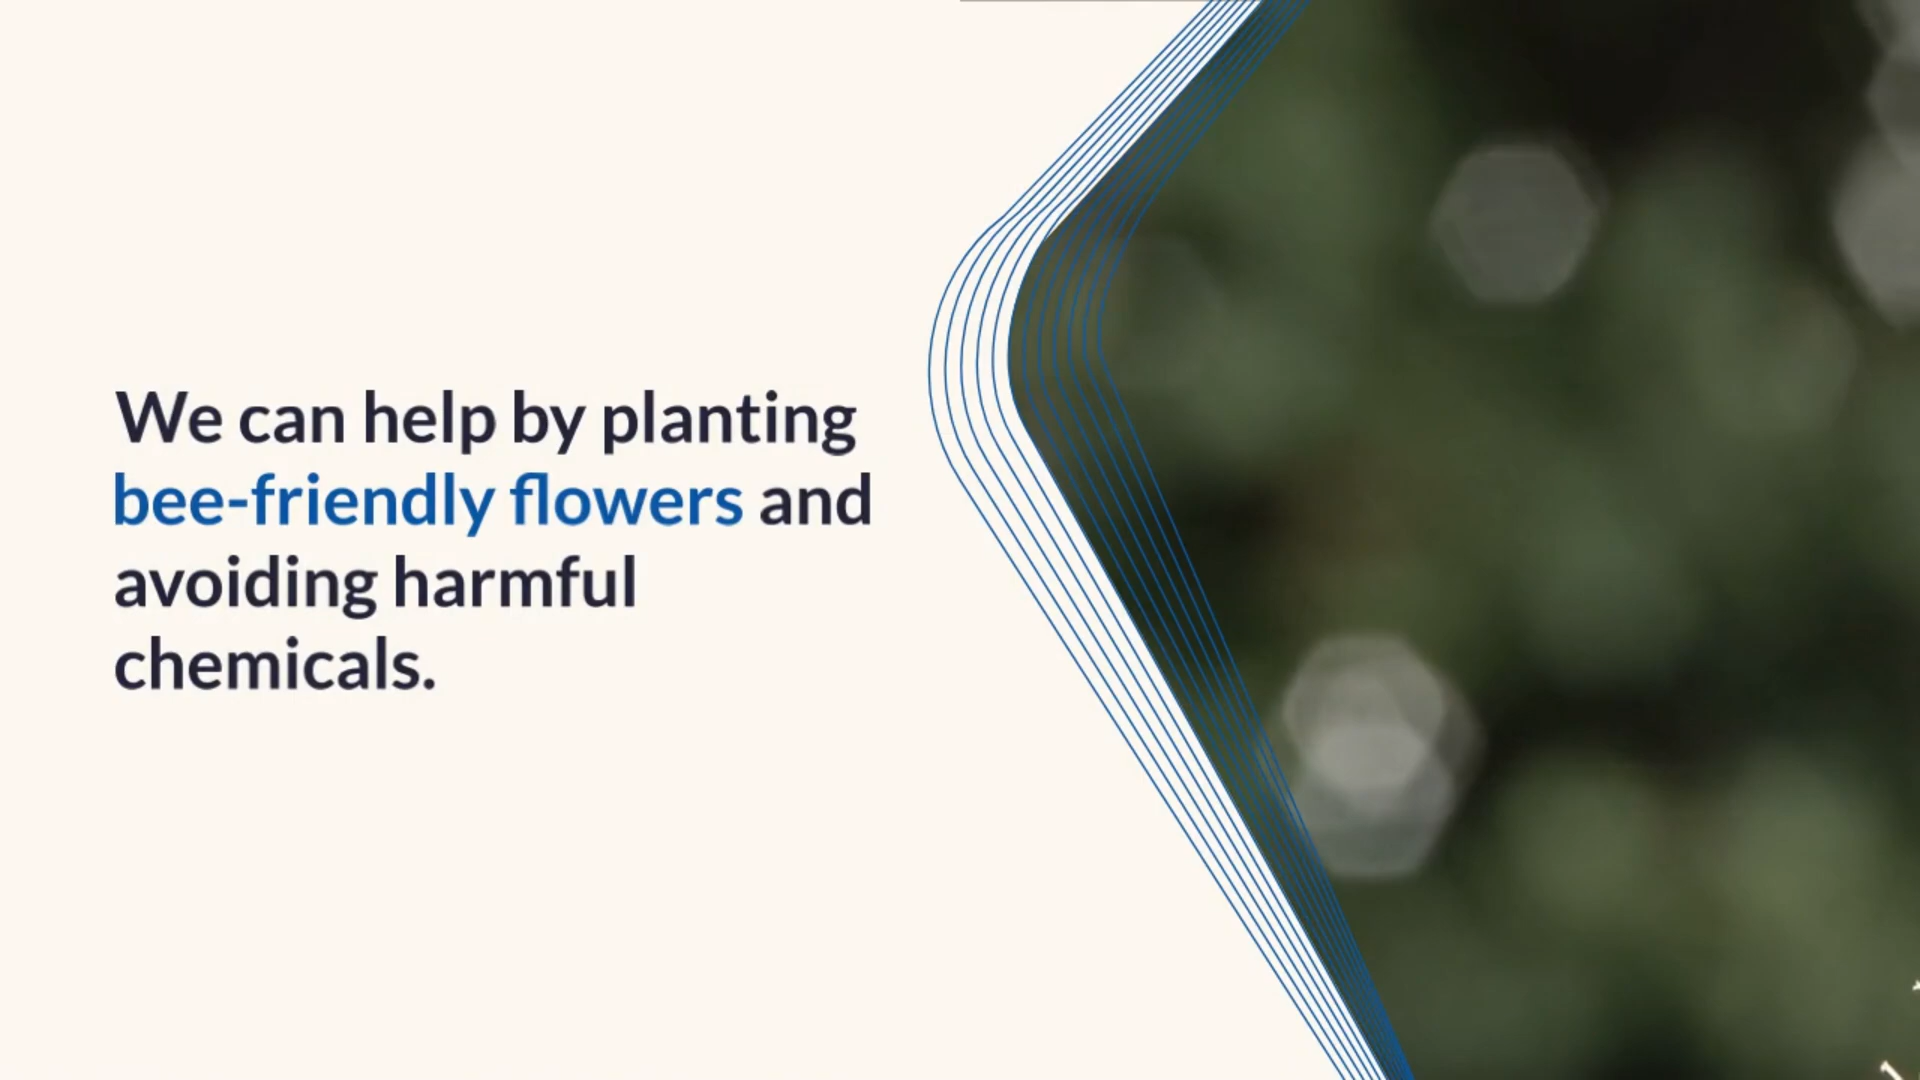 We can help by planting
bee-friendly flowers and
avoiding harmful
chemicals.